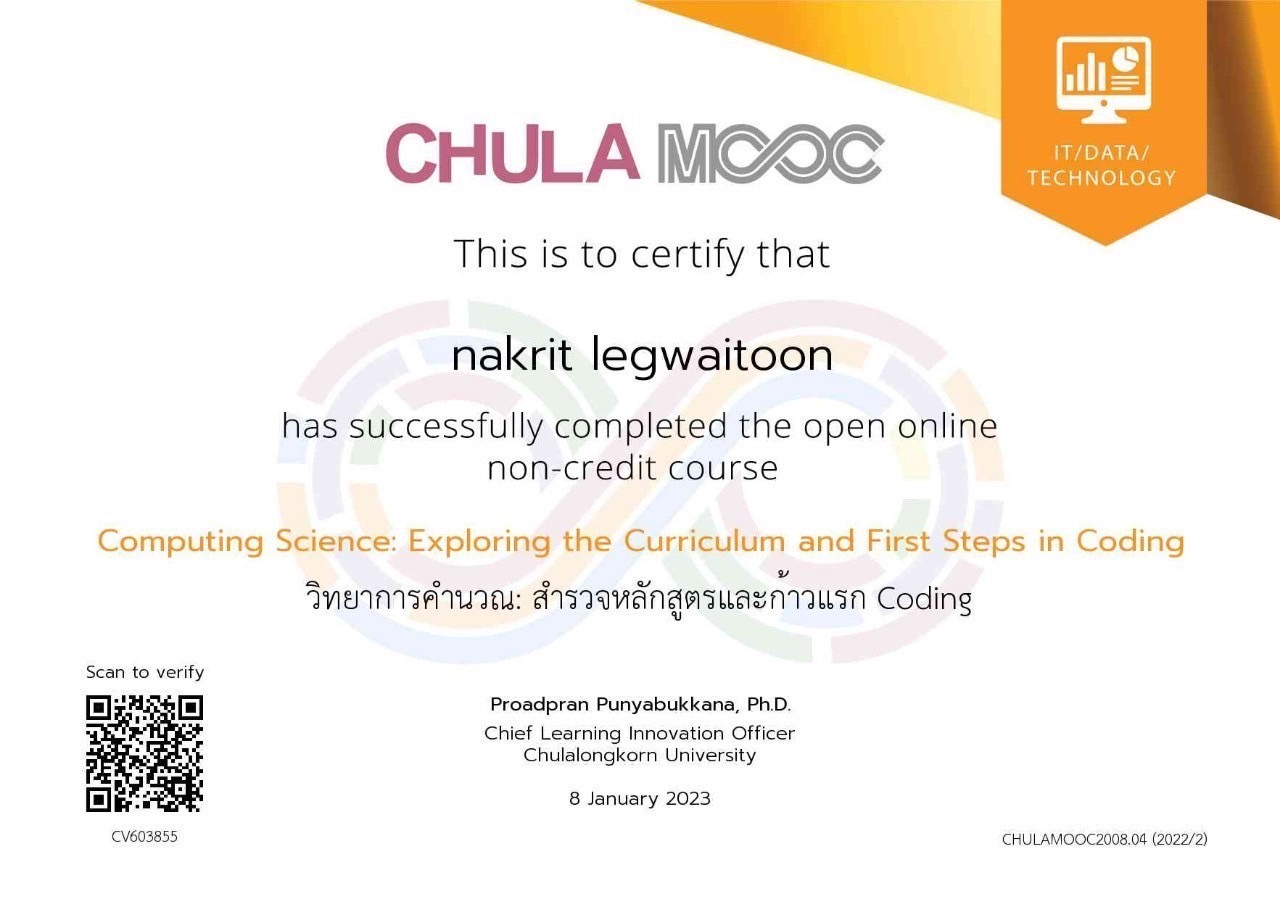 IT/DATA/
TECHNOLOGY
CHULA MOOC
This is to certify that
nakrit legwaitoon
has successfully completed the open online
non-credit course
Computing Science: Exploring the Curriculum and First Steps in Coding
วิทยาการคำนวณ: สำรวจหลักสูตรและก้าวแรก Coding
Scan to verify
CV603855
Proadpran Punyabukkana, Ph.D.
Chief Learning Innovation Officer
Chulalongkorn University
8 January 2023
CHULAMOOC2008.04 (2022/2)